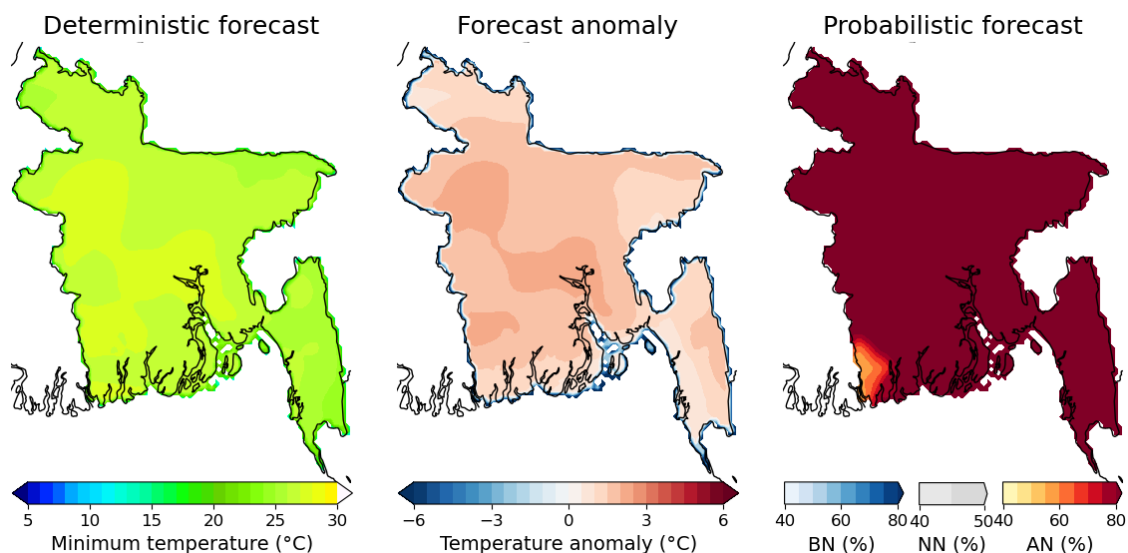 Deterministic forecast
Forecast anomaly
Probabilistic forecast
5 10 15 20 25 30
Minimum temperature (°C)
−6 −3 0 3 6
Temperature anomaly (°C)
40 60 80
BN (%)
40 50
NN (%)
40 60 80
AN (%)